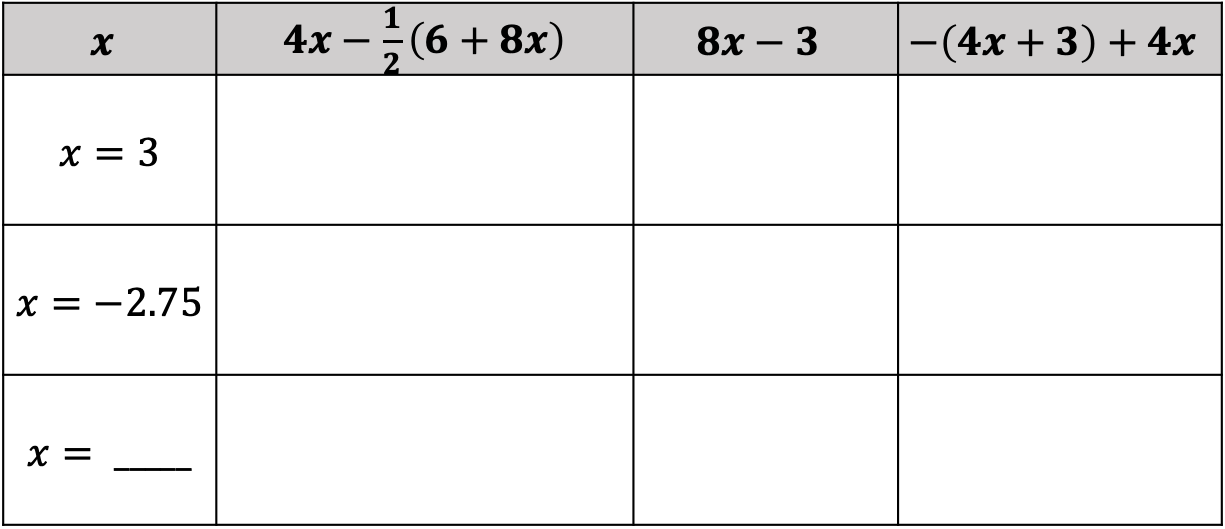 x 4x − 1/2(6 + 8x) 8x − 3 −(4x + 3) + 4x
x = 3
x = −2.75
x = ____